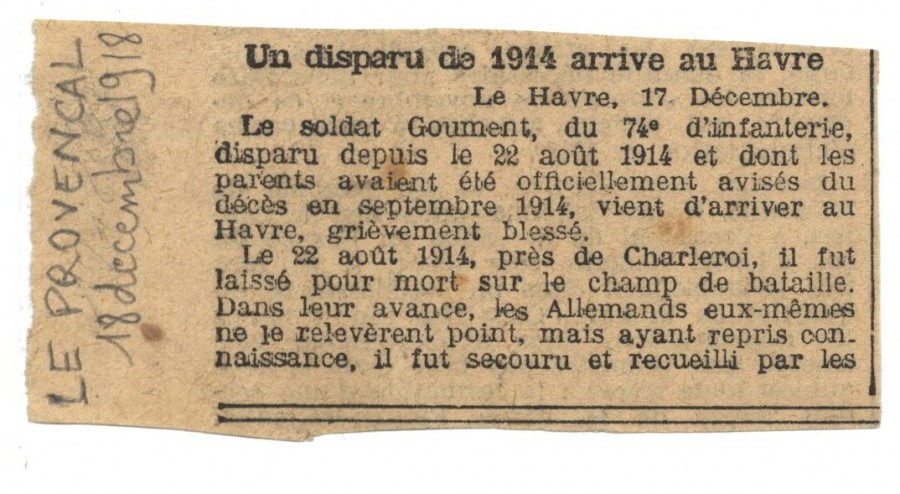 LE PROVENÇAL
18 décembre 1918
Un disparu de 1914 arrive au Havre
Le Havre, 17 Décembre.
Le soldat Goument, du 74e d'infanterie,
disparu depuis le 22 août 1914 et dont les
parents avaient été officiellement avisés du
décès en septembre 1914, vient d'arriver au
Havre, grièvement blessé.
Le 22 août 1914, près de Charleroi, il fut
laissé pour mort sur le champ de bataille.
Dans leur avance, les Allemands eux-mêmes
ne le relevèrent point, mais ayant repris con-
naissance, il fut secouru et recueilli par les